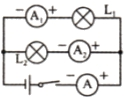 − A₁ + L₁
L₂ − A₂ +
− A +